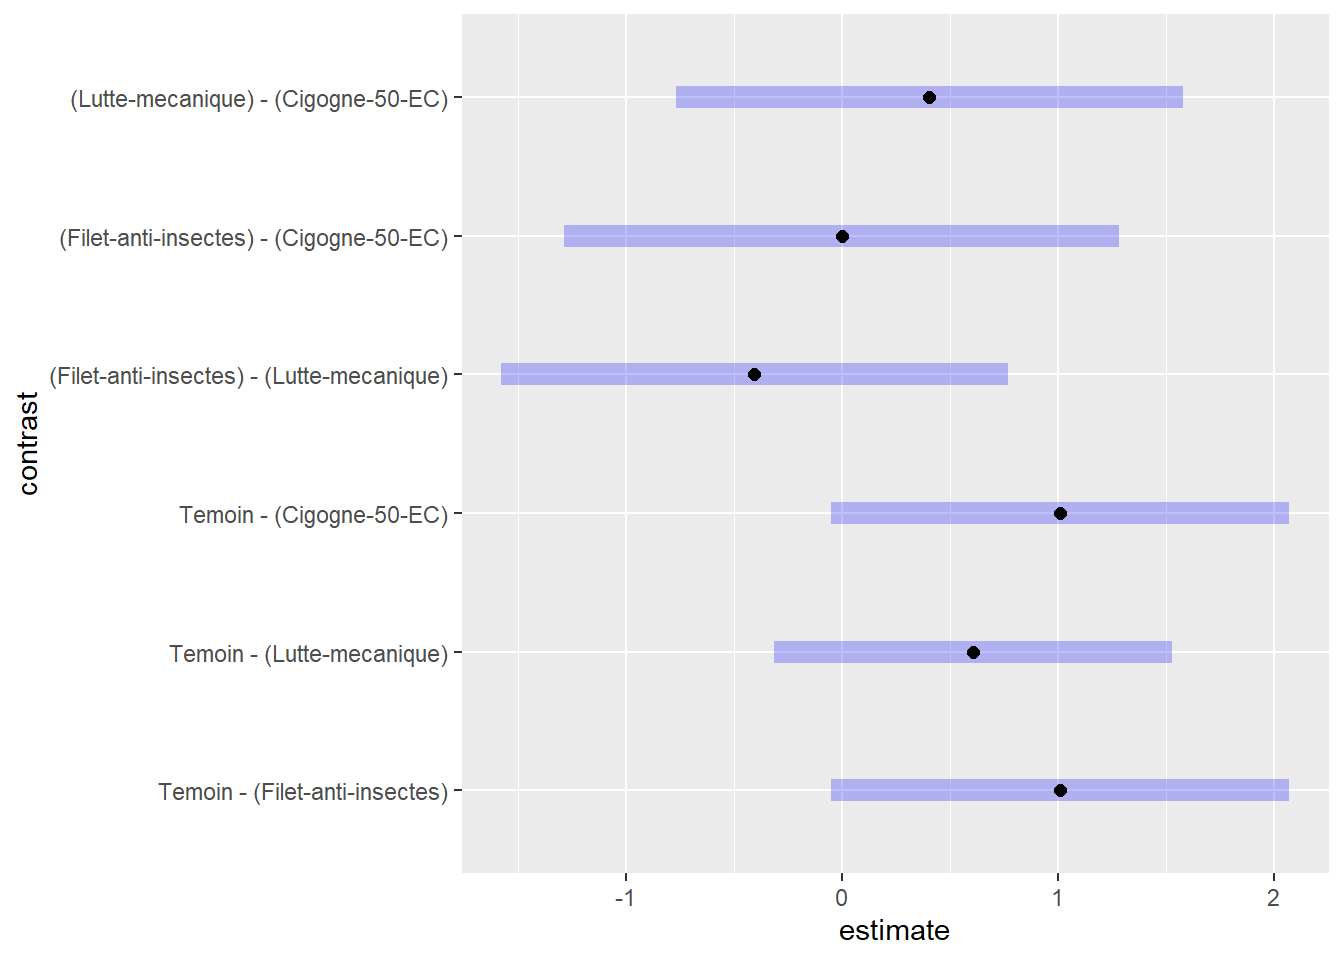 (Lutte-mecanique) - (Cigogne-50-EC)
(Filet-anti-insectes) - (Cigogne-50-EC)
(Filet-anti-insectes) - (Lutte-mecanique)
Temoin - (Cigogne-50-EC)
Temoin - (Lutte-mecanique)
Temoin - (Filet-anti-insectes)
contrast
-1 0 1 2
estimate